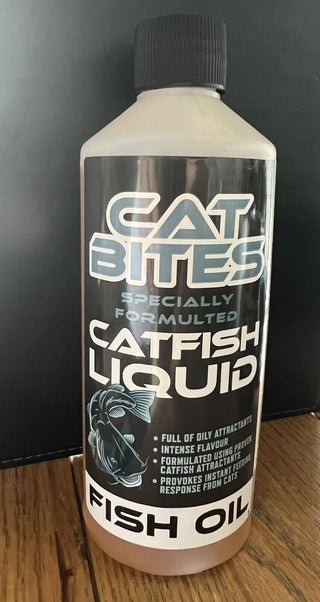 CAT
BITES
SPECIALLY
FORMULTED
CATFISH
LIQUID
• FULL OF OILY ATTRACTANTS
• INTENSE FLAVOUR
• FORMULATED USING PROVEN
CATFISH ATTRACTANTS
• PROVOKES INSTANT FEEDING
RESPONSE FROM CATS
FISH OIL